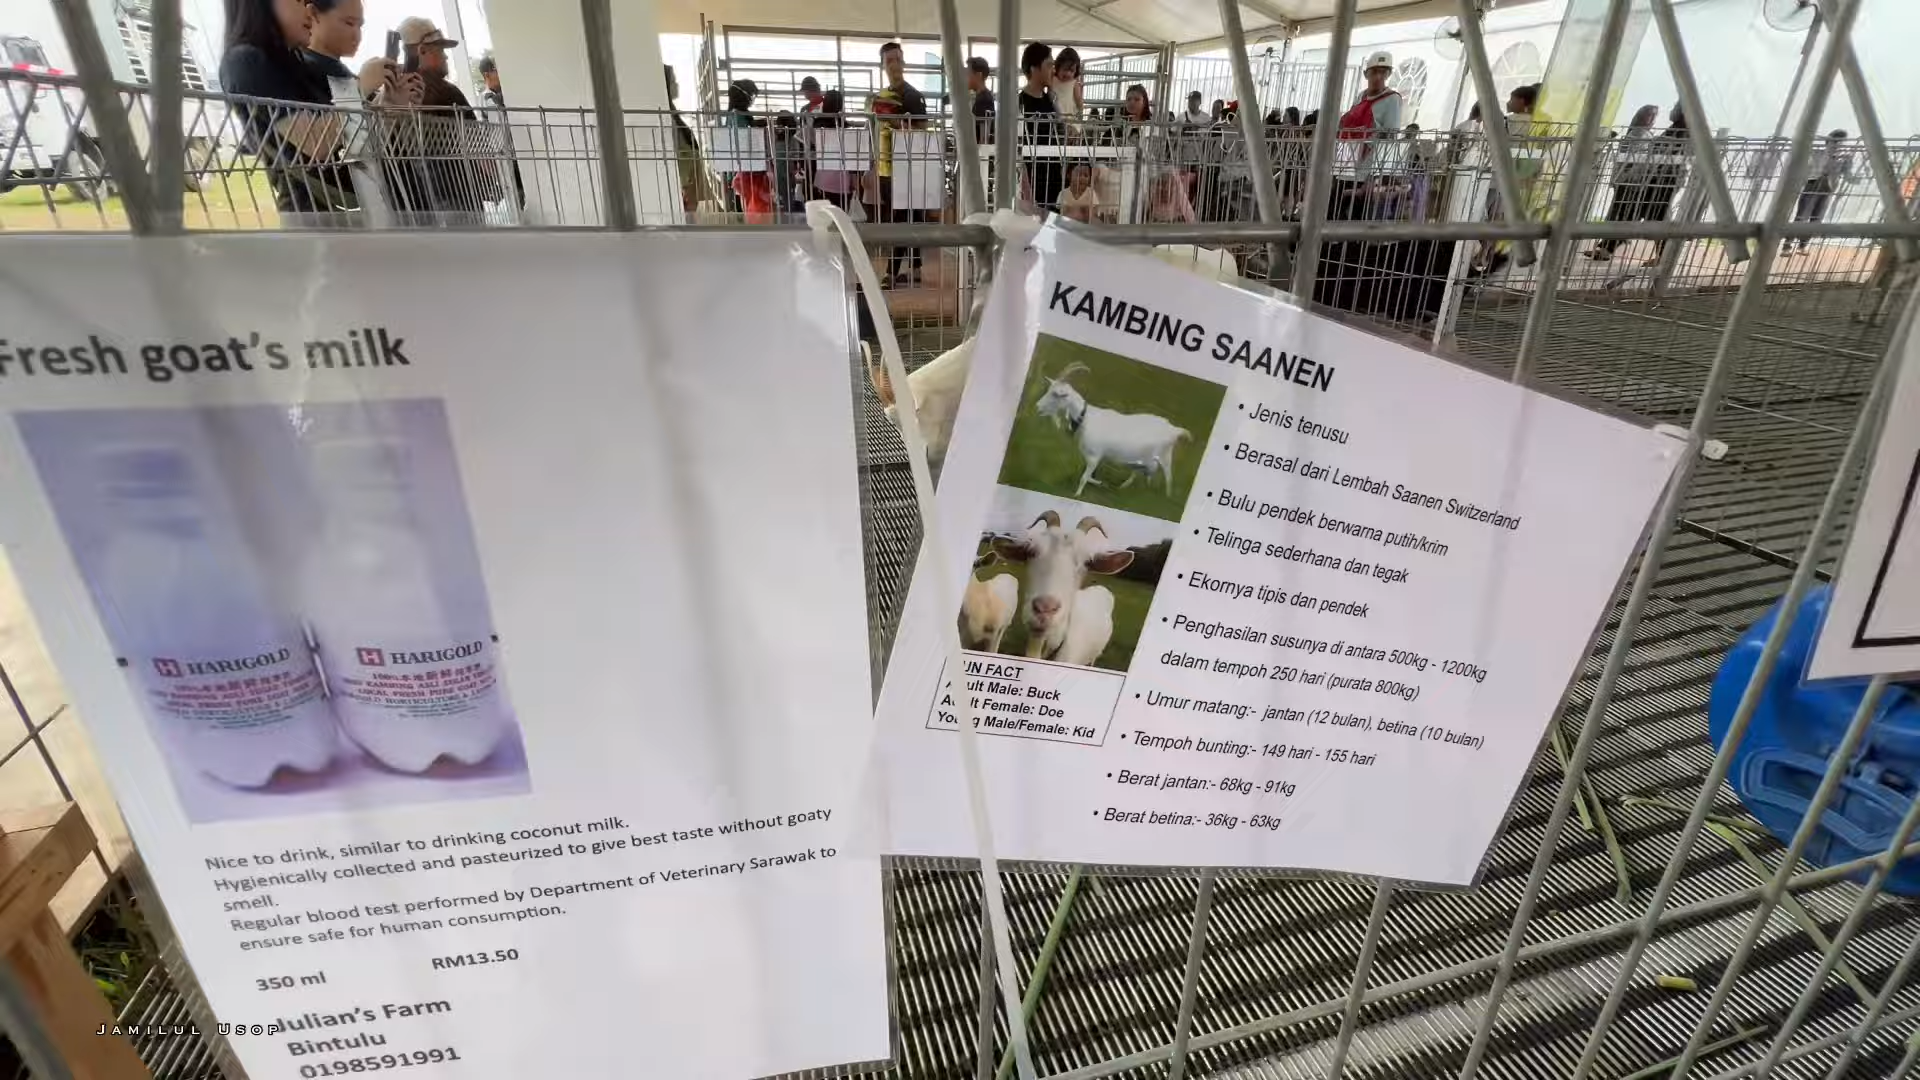 Fresh goat's milk
H HARIGOLD
H HARIGOLD
Nice to drink, similar to drinking coconut milk.
Hygienically collected and pasteurized to give best taste without goaty
smell.
Regular blood test performed by Department of Veterinary Sarawak to
ensure safe for human consumption.
350 ml RM13.50
Julian's Farm
Bintulu
0198591991
KAMBING SAANEN
• Jenis tenusu
• Berasal dari Lembah Saanen Switzerland
• Bulu pendek berwarna putih/krim
• Telinga sederhana dan tegak
• Ekornya tipis dan pendek
• Penghasilan susunya di antara 500kg - 1200kg
dalam tempoh 250 hari (purata 800kg)
• Umur matang:- jantan (12 bulan), betina (10 bulan)
• Tempoh bunting:- 149 hari - 155 hari
• Berat jantan:- 68kg - 91kg
• Berat betina:- 36kg - 63kg
UN FACT
Adult Male: Buck
Adult Female: Doe
Young Male/Female: Kid
Jamilul Usop